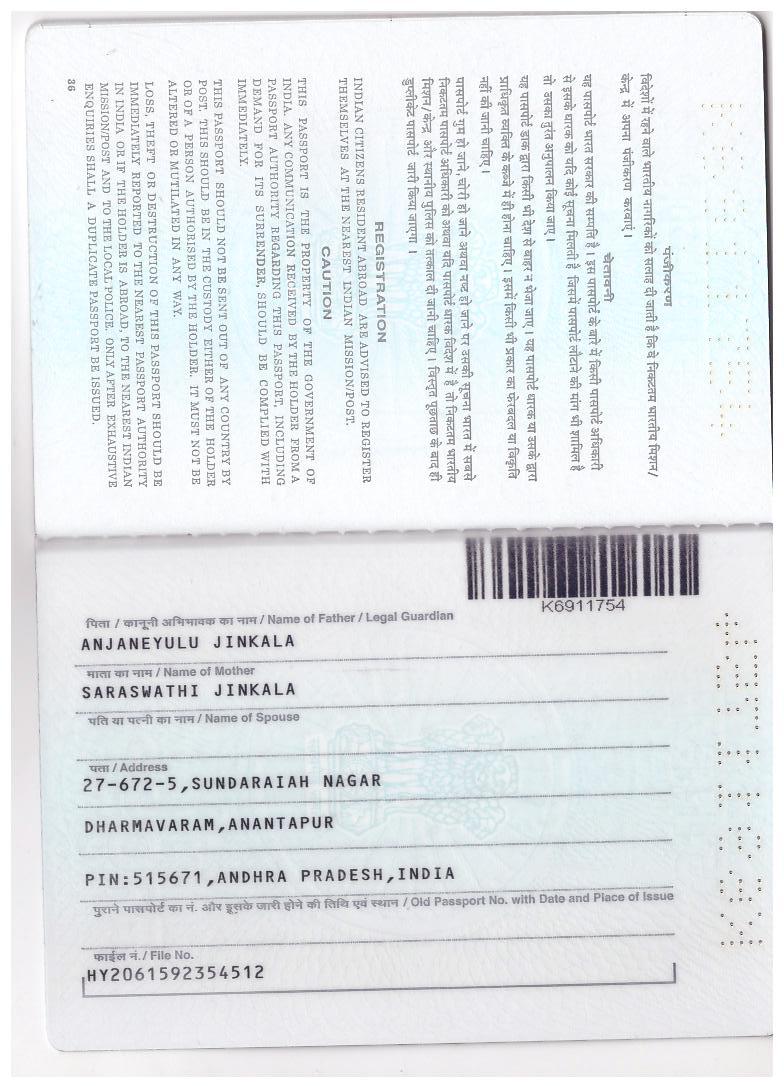 पंजीकरण
विदेशों में रहने वाले भारतीय नागरिकों को सलाह दी जाती है कि वे निकटतम भारतीय मिशन/
केन्द्र में अपना पंजीकरण करवाएं।
चेतावनी
यह पासपोर्ट भारत सरकार की सम्पत्ति है। इस पासपोर्ट के बारे में किसी पासपोर्ट अधिकारी
से इसके धारक को यदि कोई सूचना मिलती है जिसमें पासपोर्ट लौटाने की मांग भी शामिल है
तो उसका तुरंत अनुपालन किया जाए।
यह पासपोर्ट डाक द्वारा किसी भी देश से बाहर न भेजा जाए। यह पासपोर्ट धारक या उसके द्वारा
प्राधिकृत व्यक्ति के कब्जे में ही होना चाहिए। इसमें किसी भी प्रकार का फेरबदल या विकृति
नहीं की जानी चाहिए।
पासपोर्ट गुम हो जाने, चोरी हो जाने अथवा नष्ट हो जाने पर उसकी सूचना भारत में सबसे
निकटतम पासपोर्ट अधिकारी को अथवा यदि पासपोर्ट धारक विदेश में है तो निकटतम भारतीय
मिशन/केन्द्र और स्थानीय पुलिस को तत्काल दी जानी चाहिए। विस्तृत पूछताछ के बाद ही
डुप्लीकेट पासपोर्ट जारी किया जाएगा।
REGISTRATION
INDIAN CITIZENS RESIDENT ABROAD ARE ADVISED TO REGISTER
THEMSELVES AT THE NEAREST INDIAN MISSION/POST.
CAUTION
THIS PASSPORT IS THE PROPERTY OF THE GOVERNMENT OF
INDIA. ANY COMMUNICATION RECEIVED BY THE HOLDER FROM A
PASSPORT AUTHORITY REGARDING THIS PASSPORT, INCLUDING
DEMAND FOR ITS SURRENDER, SHOULD BE COMPLIED WITH
IMMEDIATELY.
THIS PASSPORT SHOULD NOT BE SENT OUT OF ANY COUNTRY BY
POST. THIS SHOULD BE IN THE CUSTODY EITHER OF THE HOLDER
OR OF A PERSON AUTHORISED BY THE HOLDER. IT MUST NOT BE
ALTERED OR MUTILATED IN ANY WAY.
LOSS, THEFT OR DESTRUCTION OF THIS PASSPORT SHOULD BE
IMMEDIATELY REPORTED TO THE NEAREST PASSPORT AUTHORITY
IN INDIA OR IF THE HOLDER IS ABROAD, TO THE NEAREST INDIAN
MISSION/POST AND TO THE LOCAL POLICE. ONLY AFTER EXHAUSTIVE
ENQUIRIES SHALL A DUPLICATE PASSPORT BE ISSUED.
36
K6911754
पिता / कानूनी अभिभावक का नाम / Name of Father / Legal Guardian
ANJANEYULU JINKALA
माता का नाम / Name of Mother
SARASWATHI JINKALA
पति या पत्नी का नाम / Name of Spouse
पता / Address
27-672-5,SUNDARAIAH NAGAR
DHARMAVARAM,ANANTAPUR
PIN:515671,ANDHRA PRADESH,INDIA
पुराने पासपोर्ट का नं. और इसके जारी होने की तिथि एवं स्थान / Old Passport No. with Date and Place of Issue
फाईल नं./ File No.
HY2061592354512